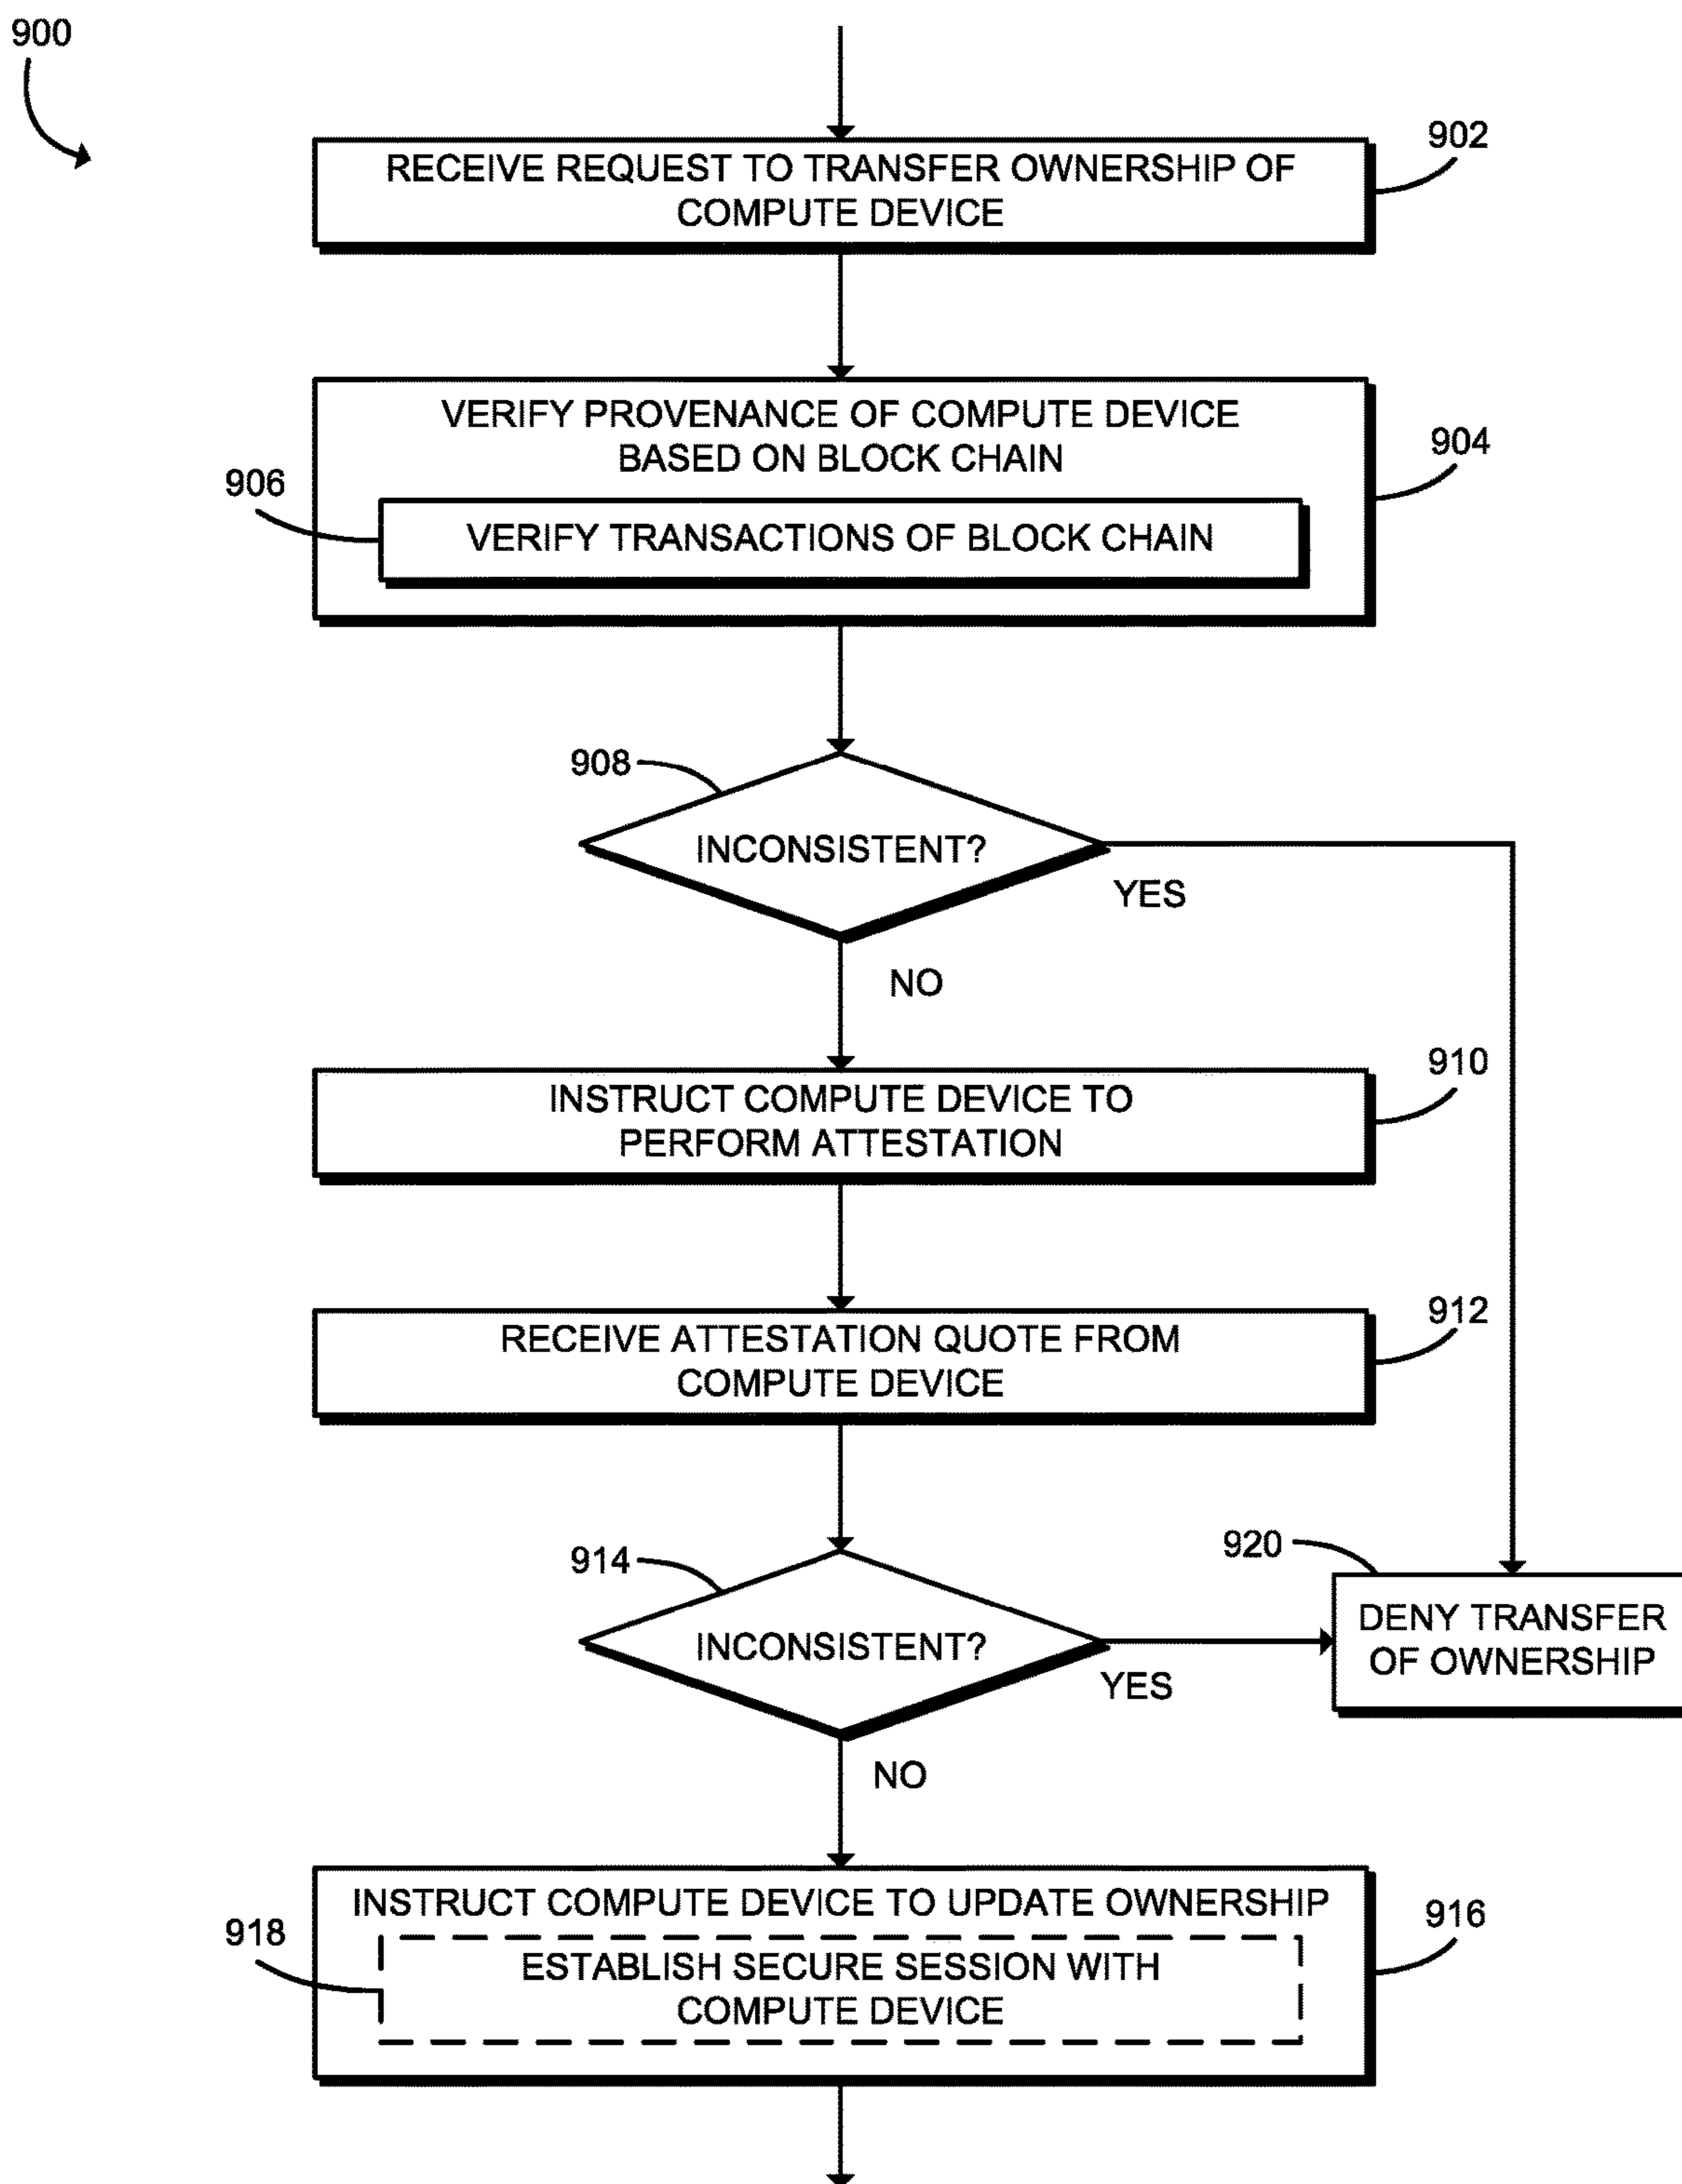 900
902
RECEIVE REQUEST TO TRANSFER OWNERSHIP OF
COMPUTE DEVICE
904
VERIFY PROVENANCE OF COMPUTE DEVICE
BASED ON BLOCK CHAIN
906
VERIFY TRANSACTIONS OF BLOCK CHAIN
908
INCONSISTENT?
YES
NO
910
INSTRUCT COMPUTE DEVICE TO
PERFORM ATTESTATION
912
RECEIVE ATTESTATION QUOTE FROM
COMPUTE DEVICE
914
INCONSISTENT?
YES
920
DENY TRANSFER
OF OWNERSHIP
NO
916
INSTRUCT COMPUTE DEVICE TO UPDATE OWNERSHIP
918
ESTABLISH SECURE SESSION WITH
COMPUTE DEVICE